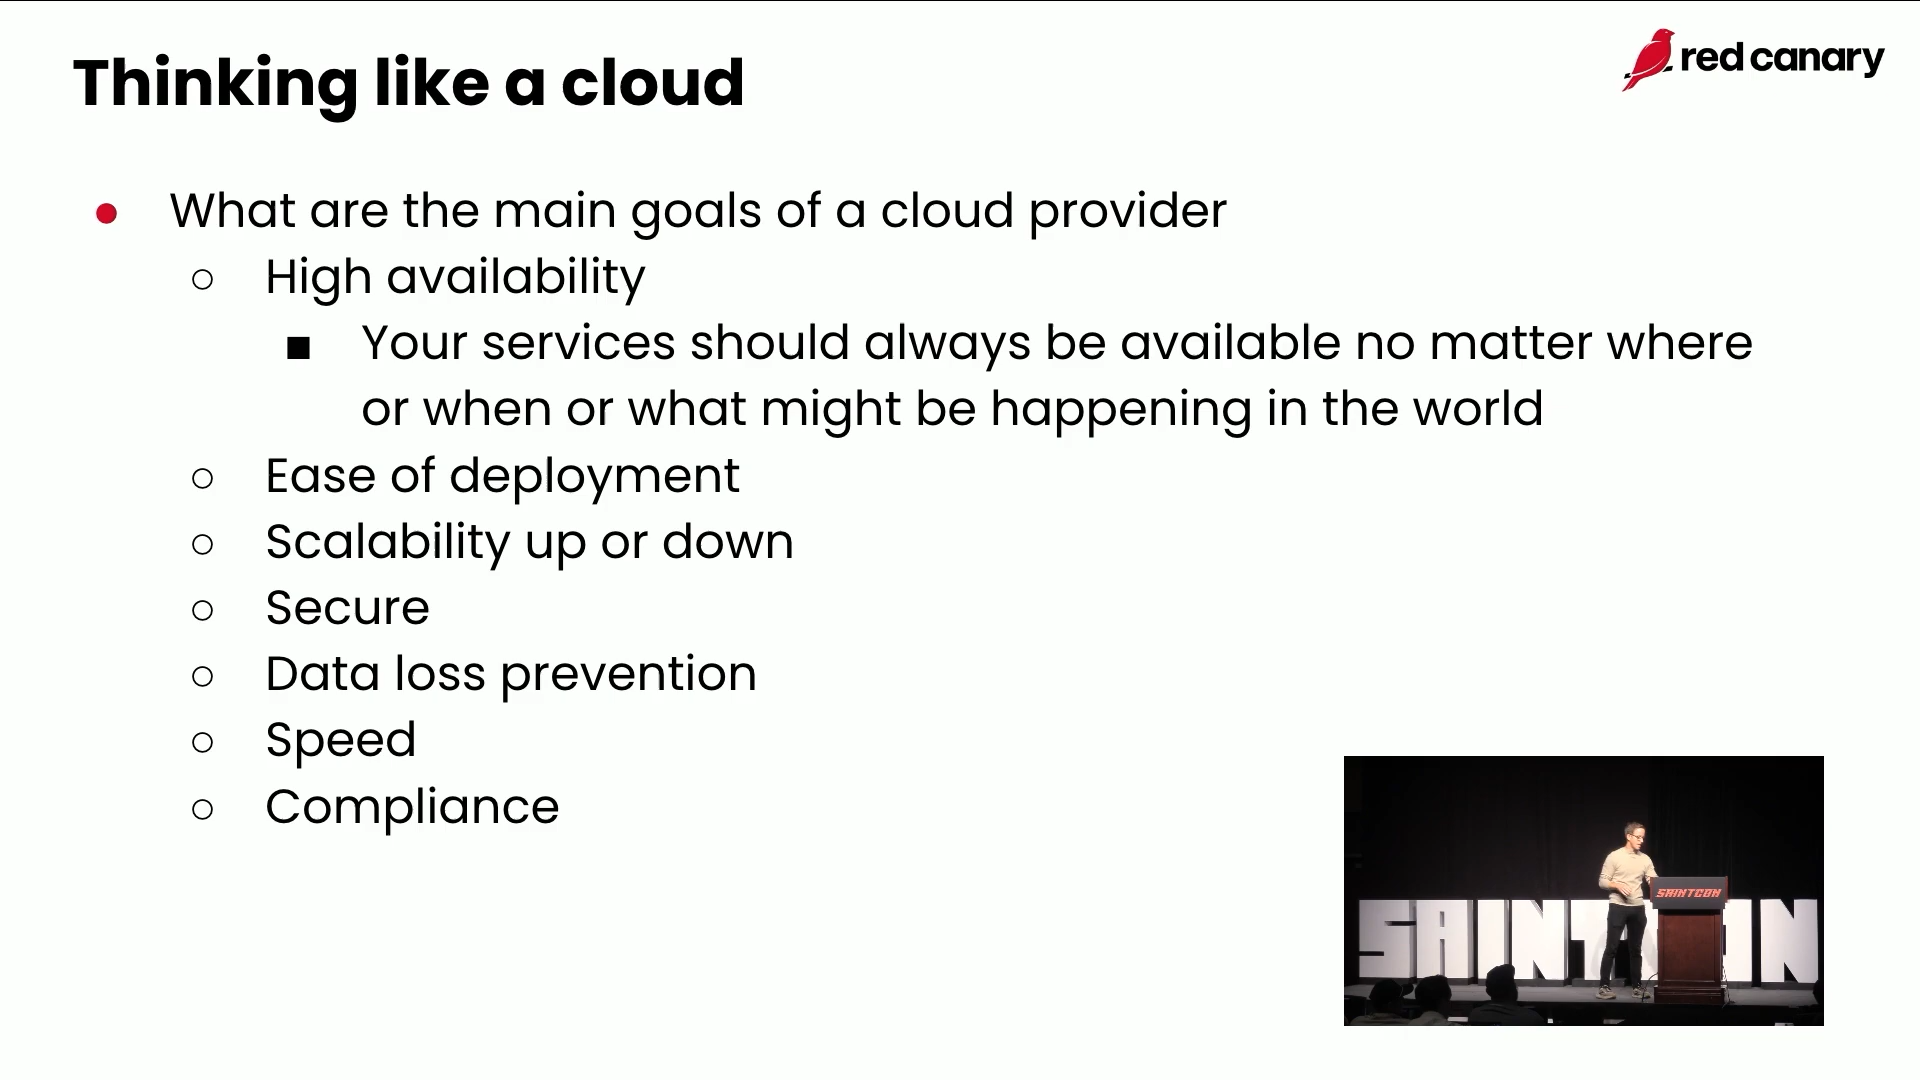 Thinking like a cloud
red canary
● What are the main goals of a cloud provider
○ High availability
■ Your services should always be available no matter where
or when or what might be happening in the world
○ Ease of deployment
○ Scalability up or down
○ Secure
○ Data loss prevention
○ Speed
○ Compliance
SAINTCON
SAINTCON